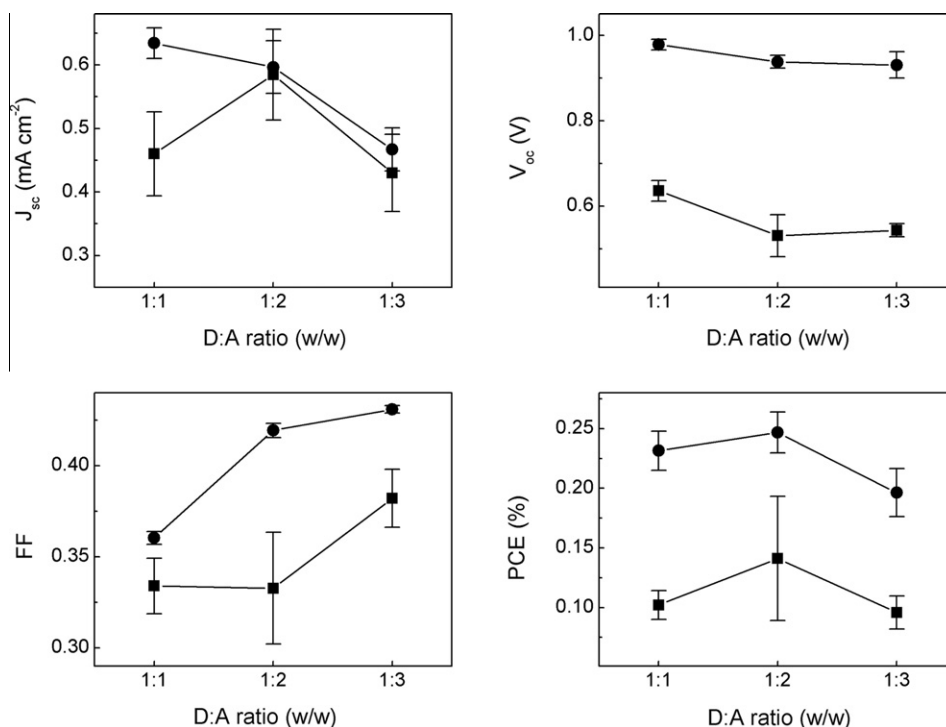 J_sc (mA cm⁻²)
0.6
0.5
0.4
0.3
1:1 1:2 1:3
D:A ratio (w/w)
V_oc (V)
1.0
0.8
0.6
1:1 1:2 1:3
D:A ratio (w/w)
FF
0.40
0.35
0.30
1:1 1:2 1:3
D:A ratio (w/w)
PCE (%)
0.25
0.20
0.15
0.10
1:1 1:2 1:3
D:A ratio (w/w)